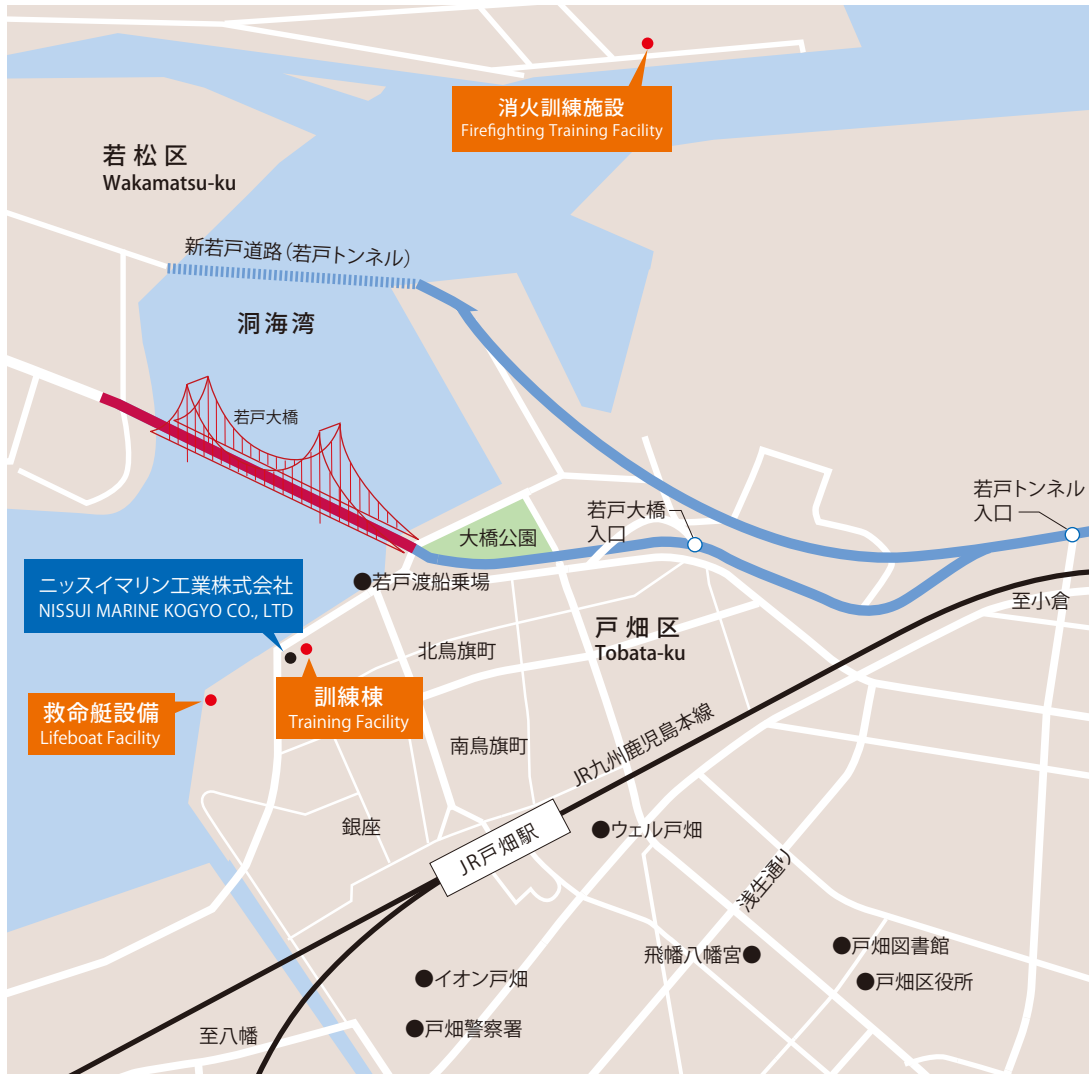 消火訓練施設
Firefighting Training Facility
若松区
Wakamatsu-ku
新若戸道路(若戸トンネル)
洞海湾
若戸大橋
若戸トンネル
入口
若戸大橋
入口
大橋公園
ニッスイマリン工業株式会社
NISSUI MARINE KOGYO CO., LTD
若戸渡船乗場
至小倉
戸畑区
Tobata-ku
北鳥旗町
訓練棟
Training Facility
救命艇設備
Lifeboat Facility
南鳥旗町
JR九州鹿児島本線
銀座
ウェル戸畑
JR戸畑駅
浅生通り
飛幡八幡宮
戸畑図書館
戸畑区役所
イオン戸畑
戸畑警察署
至八幡